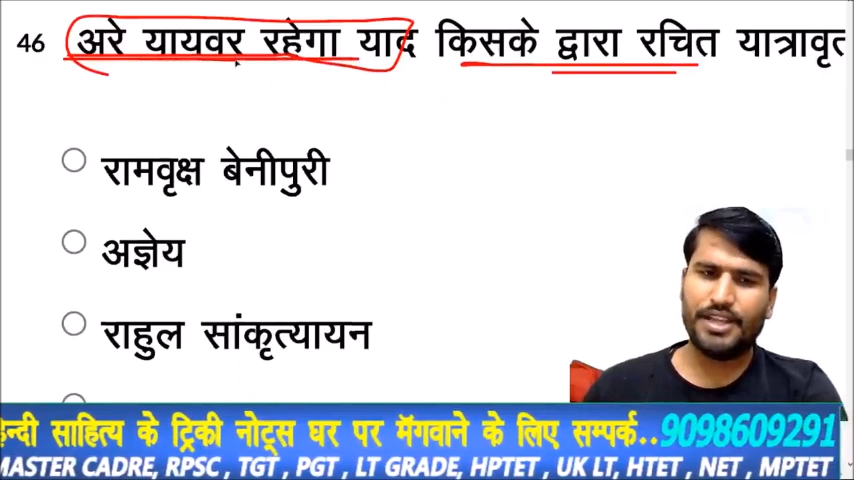 46 अरे यायवर रहेगा याद किसके द्वारा रचित
रामवृक्ष बेनीपुरी
अज्ञेय
राहुल सांकृत्यायन
साहित्य के ट्रिकी नोट्स घर पर मॅगवाने के लिए सम्पर्क..9098609291
MASTER CADRE, RPSC , TGT , PGT , LT GRADE, HPTET , UK LT, HTET , NET , MPTET